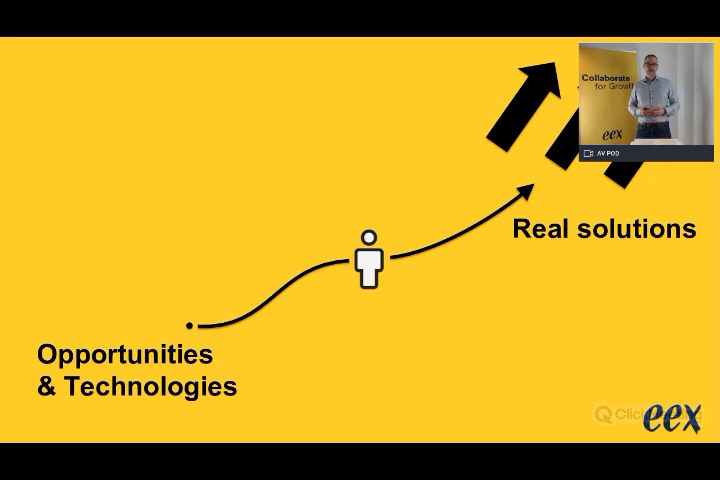 Collaborate
for Growth
eex
AV POD
Real solutions
Opportunities
& Technologies
eex